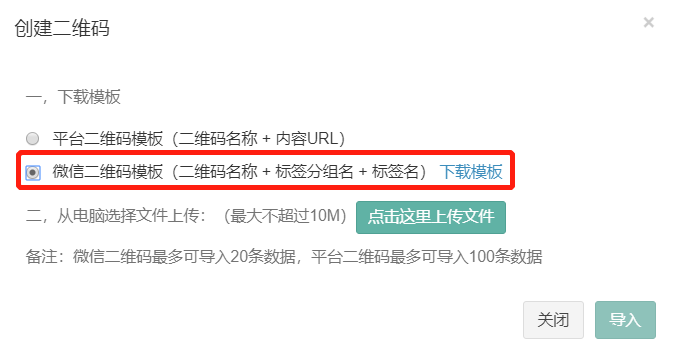 创建二维码
×
一，下载模板
平台二维码模板（二维码名称 + 内容URL）
微信二维码模板（二维码名称 + 标签分组名 + 标签名） 下载模板
二，从电脑选择文件上传：（最大不超过10M） 点击这里上传文件
备注：微信二维码最多可导入20条数据，平台二维码最多可导入100条数据
关闭 导入